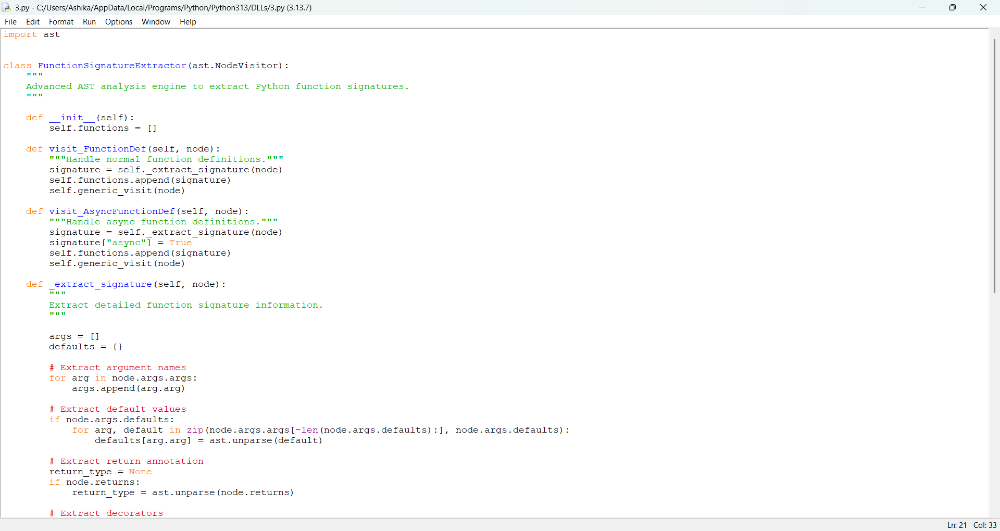 3.py - C:/Users/Ashika/AppData/Local/Programs/Python/Python313/DLLs/3.py (3.13.7)
File Edit Format Run Options Window Help
import ast
class FunctionSignatureExtractor(ast.NodeVisitor):
    """
    Advanced AST analysis engine to extract Python function signatures.
    """
    def __init__(self):
        self.functions = []
    def visit_FunctionDef(self, node):
        """Handle normal function definitions."""
        signature = self._extract_signature(node)
        self.functions.append(signature)
        self.generic_visit(node)
    def visit_AsyncFunctionDef(self, node):
        """Handle async function definitions."""
        signature = self._extract_signature(node)
        signature["async"] = True
        self.functions.append(signature)
        self.generic_visit(node)
    def _extract_signature(self, node):
        """
        Extract detailed function signature information.
        """
        args = []
        defaults = {}
        # Extract argument names
        for arg in node.args.args:
            args.append(arg.arg)
        # Extract default values
        if node.args.defaults:
            for arg, default in zip(node.args.args[-len(node.args.defaults):], node.args.defaults):
                defaults[arg.arg] = ast.unparse(default)
        # Extract return annotation
        return_type = None
        if node.returns:
            return_type = ast.unparse(node.returns)
        # Extract decorators
Ln: 21 Col: 33